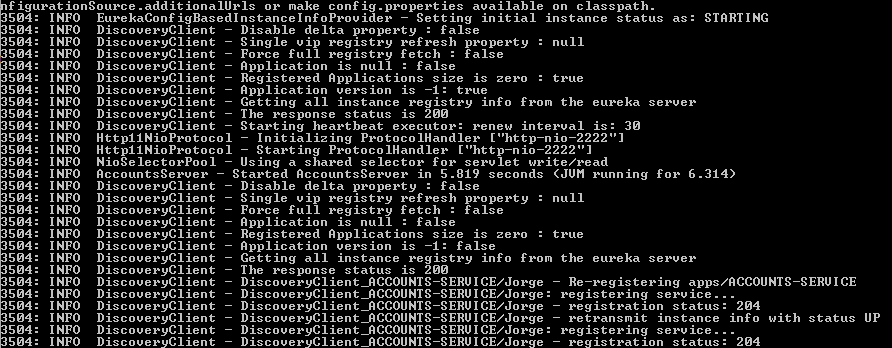 nfigurationSource.additionalUrls or make config.properties available on classpath.
3504: INFO  EurekaConfigBasedInstanceInfoProvider - Setting initial instance status as: STARTING
3504: INFO  DiscoveryClient - Disable delta property : false
3504: INFO  DiscoveryClient - Single vip registry refresh property : null
3504: INFO  DiscoveryClient - Force full registry fetch : false
3504: INFO  DiscoveryClient - Application is null : false
3504: INFO  DiscoveryClient - Registered Applications size is zero : true
3504: INFO  DiscoveryClient - Application version is -1: true
3504: INFO  DiscoveryClient - Getting all instance registry info from the eureka server
3504: INFO  DiscoveryClient - The response status is 200
3504: INFO  DiscoveryClient - Starting heartbeat executor: renew interval is: 30
3504: INFO  Http11NioProtocol - Initializing ProtocolHandler ["http-nio-2222"]
3504: INFO  Http11NioProtocol - Starting ProtocolHandler ["http-nio-2222"]
3504: INFO  NioSelectorPool - Using a shared selector for servlet write/read
3504: INFO  AccountsServer - Started AccountsServer in 5.819 seconds (JVM running for 6.314)
3504: INFO  DiscoveryClient - Disable delta property : false
3504: INFO  DiscoveryClient - Single vip registry refresh property : null
3504: INFO  DiscoveryClient - Force full registry fetch : false
3504: INFO  DiscoveryClient - Application is null : false
3504: INFO  DiscoveryClient - Registered Applications size is zero : true
3504: INFO  DiscoveryClient - Application version is -1: false
3504: INFO  DiscoveryClient - Getting all instance registry info from the eureka server
3504: INFO  DiscoveryClient - The response status is 200
3504: INFO  DiscoveryClient - DiscoveryClient_ACCOUNTS-SERVICE/Jorge - Re-registering apps/ACCOUNTS-SERVICE
3504: INFO  DiscoveryClient - DiscoveryClient_ACCOUNTS-SERVICE/Jorge: registering service...
3504: INFO  DiscoveryClient - DiscoveryClient_ACCOUNTS-SERVICE/Jorge - registration status: 204
3504: INFO  DiscoveryClient - DiscoveryClient_ACCOUNTS-SERVICE/Jorge - retransmit instance info with status UP
3504: INFO  DiscoveryClient - DiscoveryClient_ACCOUNTS-SERVICE/Jorge: registering service...
3504: INFO  DiscoveryClient - DiscoveryClient_ACCOUNTS-SERVICE/Jorge - registration status: 204